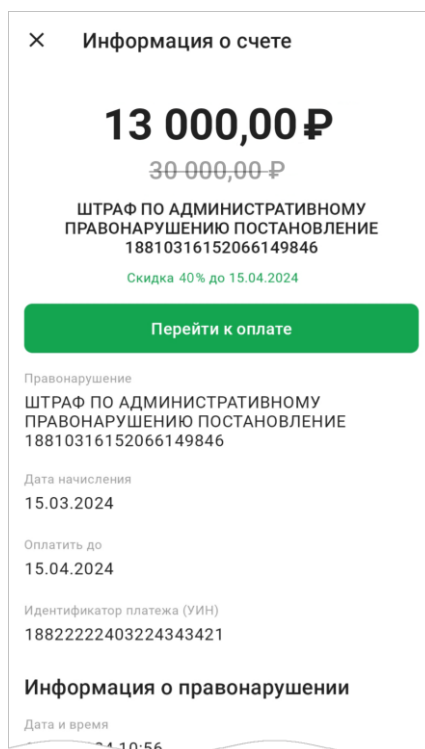 × Информация о счете
13 000,00 ₽
30 000,00 ₽
ШТРАФ ПО АДМИНИСТРАТИВНОМУ
ПРАВОНАРУШЕНИЮ ПОСТАНОВЛЕНИЕ
18810316152066149846
Скидка 40% до 15.04.2024
Перейти к оплате
Правонарушение
ШТРАФ ПО АДМИНИСТРАТИВНОМУ
ПРАВОНАРУШЕНИЮ ПОСТАНОВЛЕНИЕ
18810316152066149846
Дата начисления
15.03.2024
Оплатить до
15.04.2024
Идентификатор платежа (УИН)
18822222403224343421
Информация о правонарушении
Дата и время
10:56